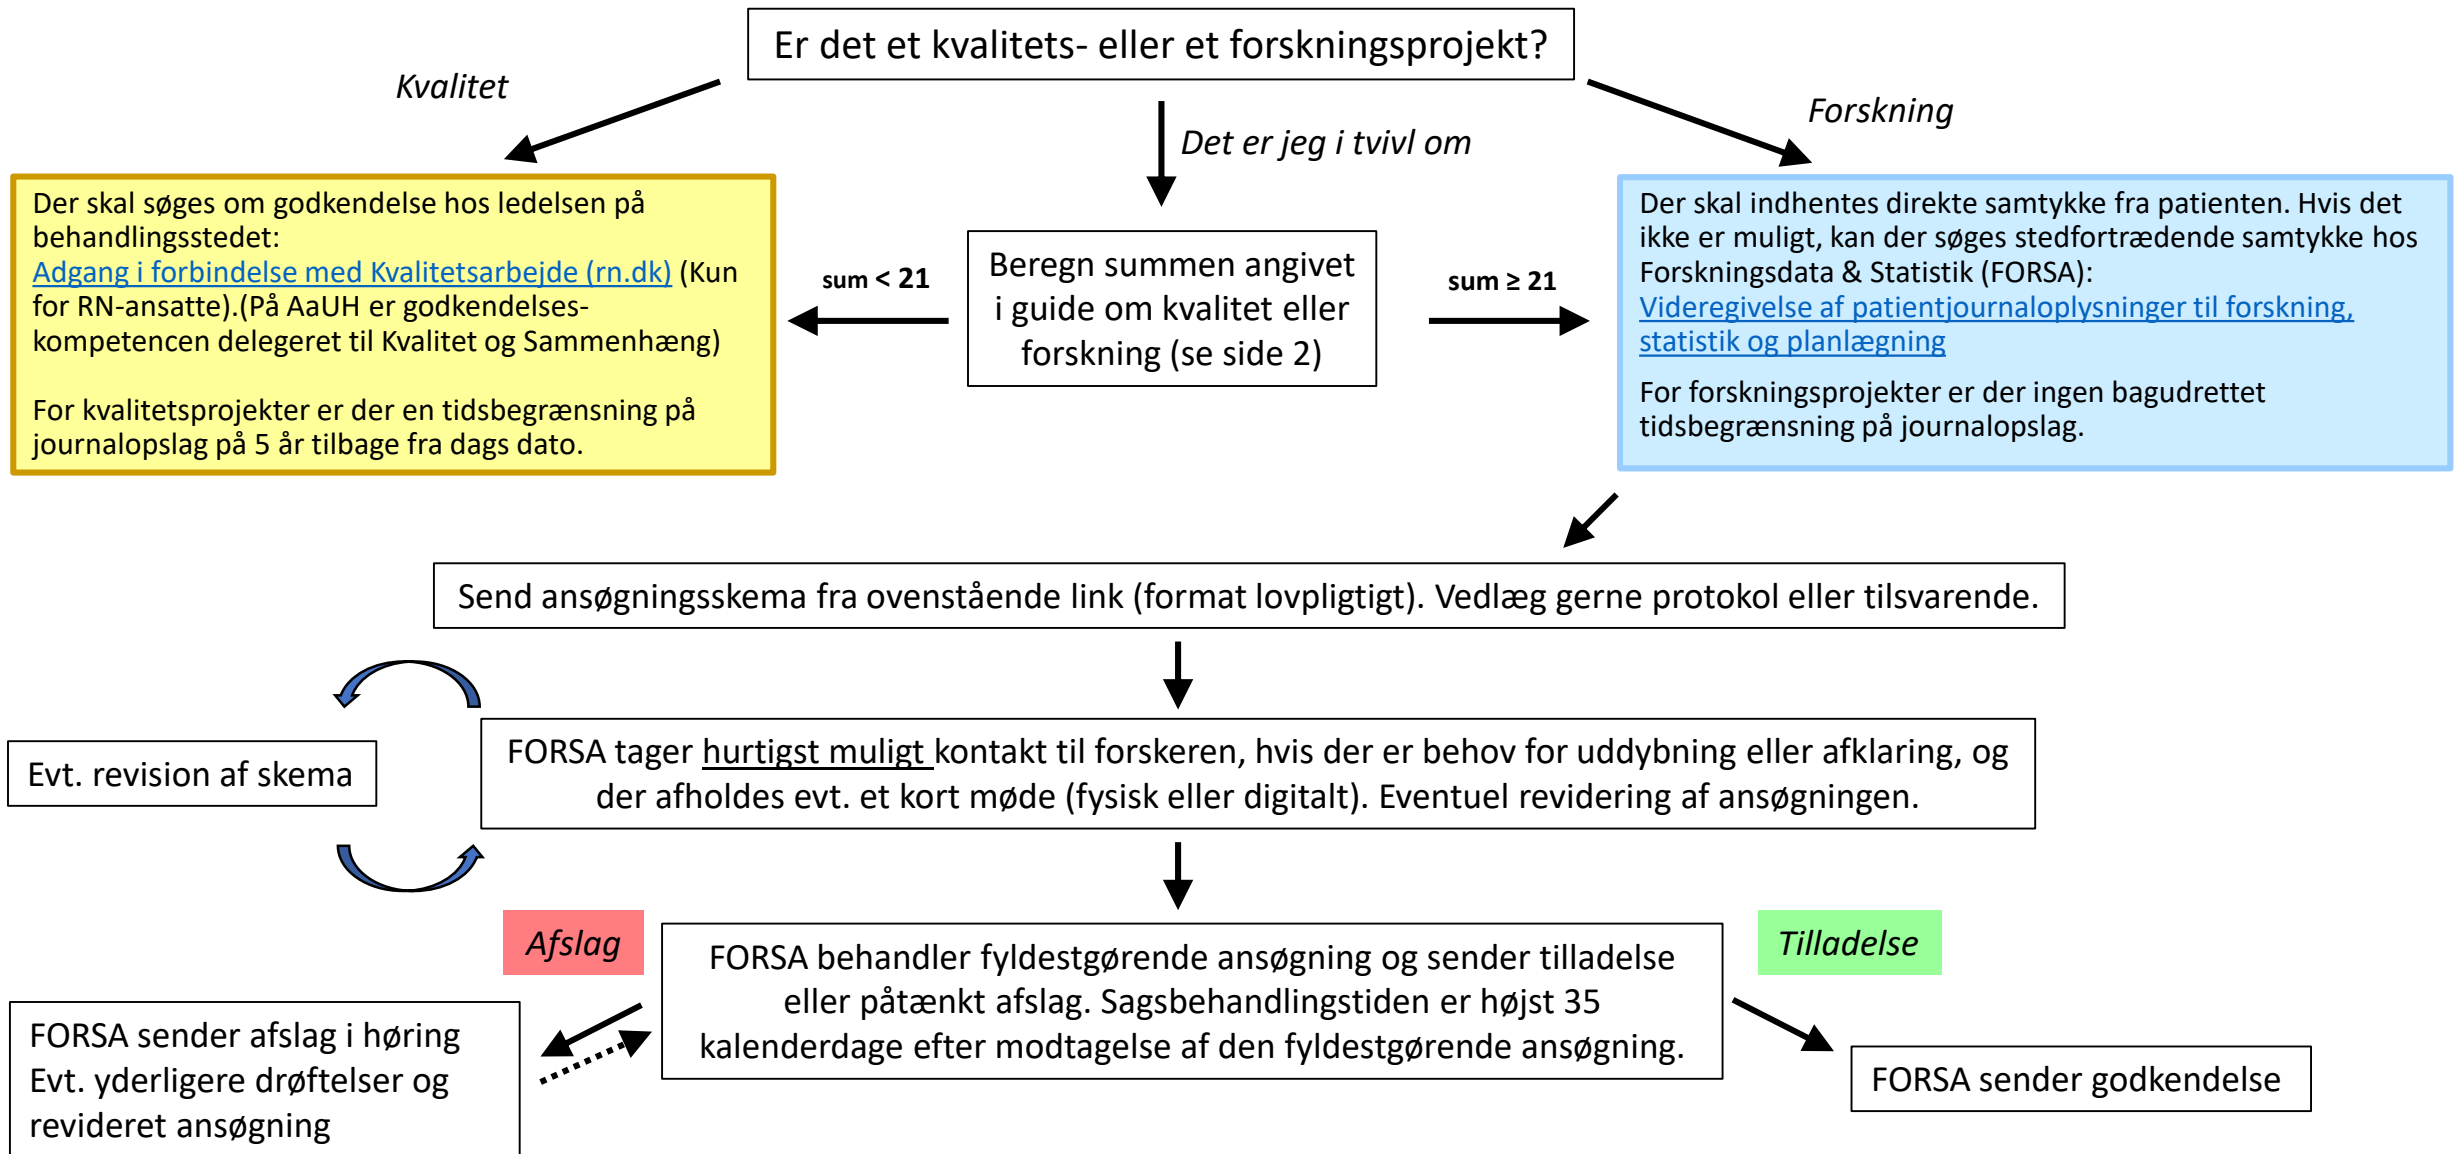 Er det et kvalitets- eller et forskningsprojekt?
Kvalitet
Det er jeg i tvivl om
Forskning
Der skal søges om godkendelse hos ledelsen på
behandlingsstedet:
Adgang i forbindelse med Kvalitetsarbejde (rn.dk) (Kun
for RN-ansatte).(På AaUH er godkendelses-
kompetencen delegeret til Kvalitet og Sammenhæng)
For kvalitetsprojekter er der en tidsbegrænsning på
journalopslag på 5 år tilbage fra dags dato.
sum < 21
Beregn summen angivet
i guide om kvalitet eller
forskning (se side 2)
sum ≥ 21
Der skal indhentes direkte samtykke fra patienten. Hvis det
ikke er muligt, kan der søges stedfortrædende samtykke hos
Forskningsdata & Statistik (FORSA):
Videregivelse af patientjournaloplysninger til forskning,
statistik og planlægning
For forskningsprojekter er der ingen bagudrettet
tidsbegrænsning på journalopslag.
Send ansøgningsskema fra ovenstående link (format lovpligtigt). Vedlæg gerne protokol eller tilsvarende.
Evt. revision af skema
FORSA tager hurtigst muligt kontakt til forskeren, hvis der er behov for uddybning eller afklaring, og
der afholdes evt. et kort møde (fysisk eller digitalt). Eventuel revidering af ansøgningen.
Afslag
FORSA behandler fyldestgørende ansøgning og sender tilladelse
eller påtænkt afslag. Sagsbehandlingstiden er højst 35
kalenderdage efter modtagelse af den fyldestgørende ansøgning.
Tilladelse
FORSA sender afslag i høring
Evt. yderligere drøftelser og
revideret ansøgning
FORSA sender godkendelse